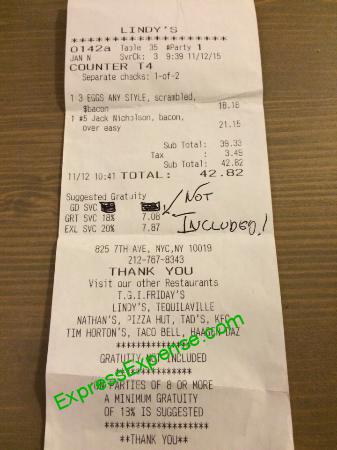 LINDY'S
************************
0142a Table 35 #Party 1
JAN N SvrCk: 3 9:39 11/12/15
COUNTER T4
Separate checks: 1-of-2
1 3 EGGS ANY STYLE, scrambled,
$bacon 18.18
1 #5 Jack Nicholson, bacon,
over easy 21.15
Sub Total: 39.33
Tax : 3.49
Sub Total: 42.82
11/12 10:41 TOTAL: 42.82
Suggested Gratuity
GD SVC
GRT SVC 18% 7.08
EXL SVC 20% 7.87
NOT
INCLUDED!
825 7TH AVE, NYC,NY 10019
212-767-8343
THANK YOU
Visit our other Restaurants
T.G.I.FRIDAY'S
LINDY'S, TEQUILAVILLE
NATHAN'S, PIZZA HUT, TAD'S, KFC
TIM HORTON'S, TACO BELL, HAAGEN DAZ
********************
GRATUITY NOT INCLUDED
********************
PARTIES OF 8 OR MORE
A MINIMUM GRATUITY
OF 13% IS SUGGESTED
********************
**THANK YOU**
ExpressExpense.com